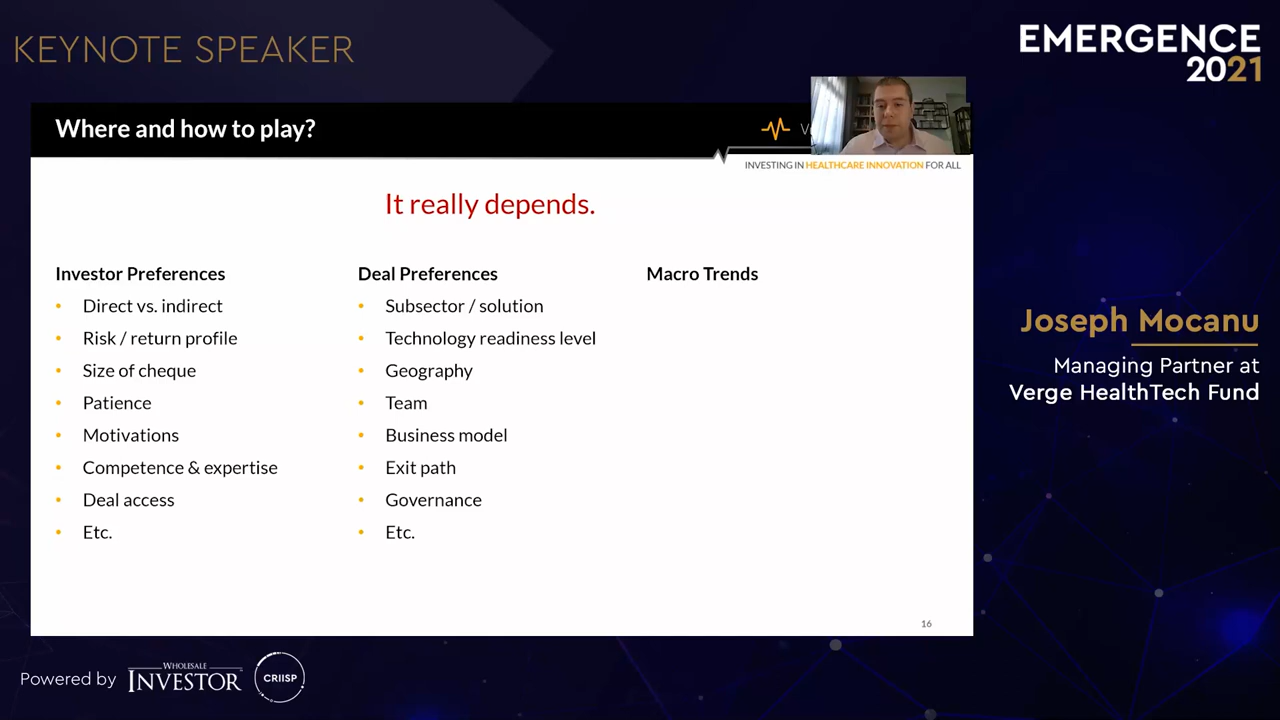 KEYNOTE SPEAKER
EMERGENCE
2021
Where and how to play?
INVESTING IN HEALTHCARE INNOVATION FOR ALL
It really depends.
Investor Preferences
• Direct vs. indirect
• Risk / return profile
• Size of cheque
• Patience
• Motivations
• Competence & expertise
• Deal access
• Etc.
Deal Preferences
• Subsector / solution
• Technology readiness level
• Geography
• Team
• Business model
• Exit path
• Governance
• Etc.
Macro Trends
16
Joseph Mocanu
Managing Partner at
Verge HealthTech Fund
Powered by
WHOLESALE
INVESTOR
CRIISP